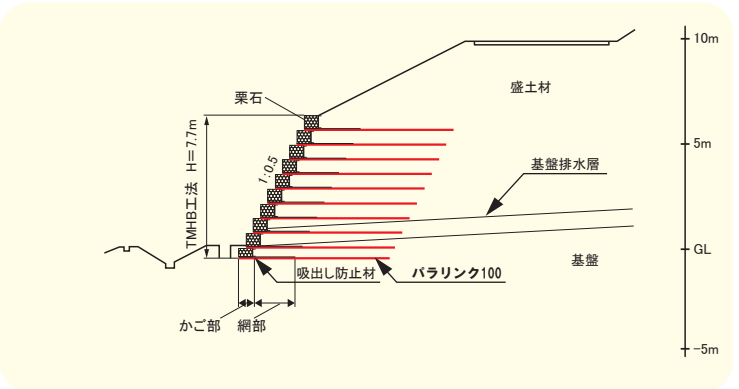 10m
盛土材
栗石
TMHB工法 H=7.7m
5m
1:0.5
基盤排水層
GL
基盤
吸出し防止材
パラリンク100
かご部
網部
-5m